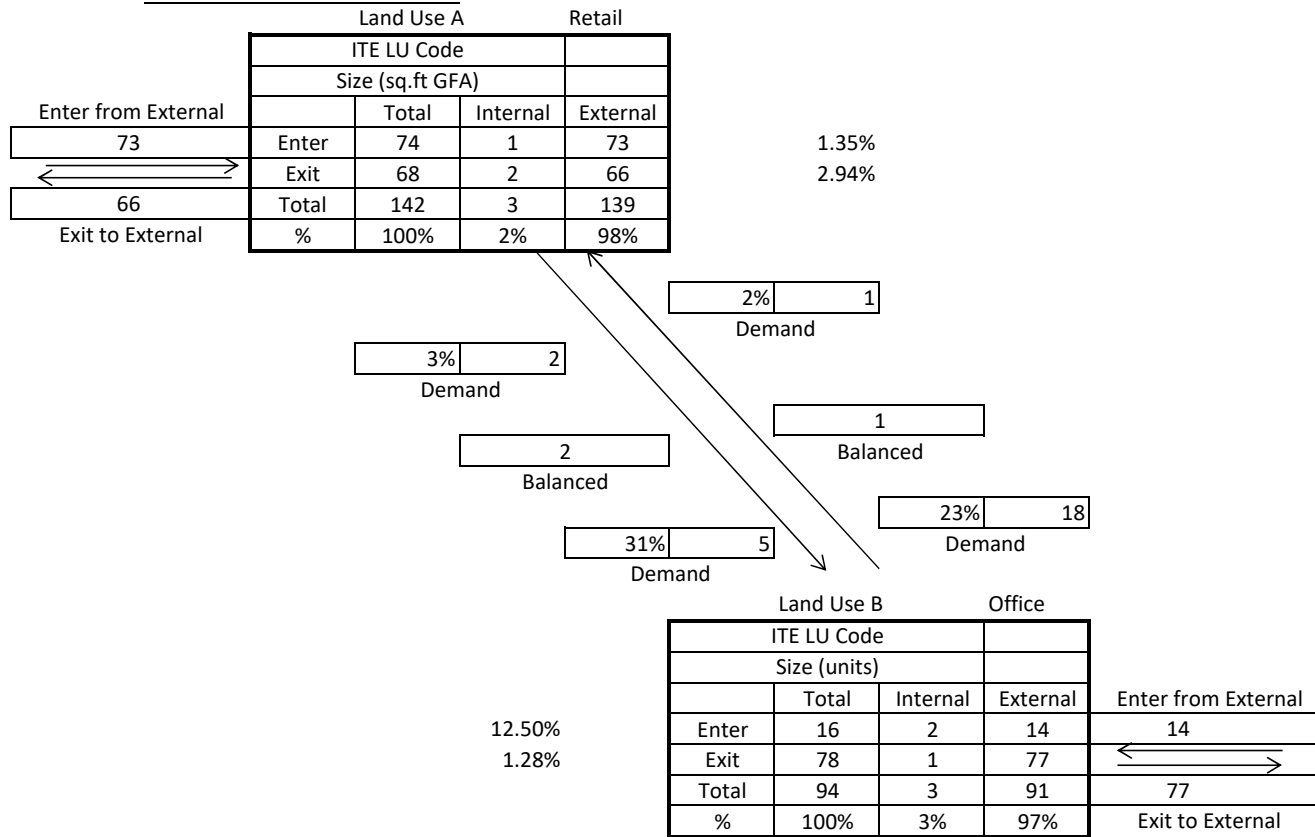 Land Use A Retail
ITE LU Code
Size (sq.ft GFA)
Enter from External Total Internal External
73 Enter 74 1 73 1.35%
Exit 68 2 66 2.94%
66 Total 142 3 139
Exit to External % 100% 2% 98%
2% 1
Demand
3% 2
Demand
1
Balanced
2
Balanced
23% 18
Demand
31% 5
Demand
Land Use B Office
ITE LU Code
Size (units)
Total Internal External Enter from External
12.50% Enter 16 2 14 14
1.28% Exit 78 1 77
Total 94 3 91 77
% 100% 3% 97% Exit to External